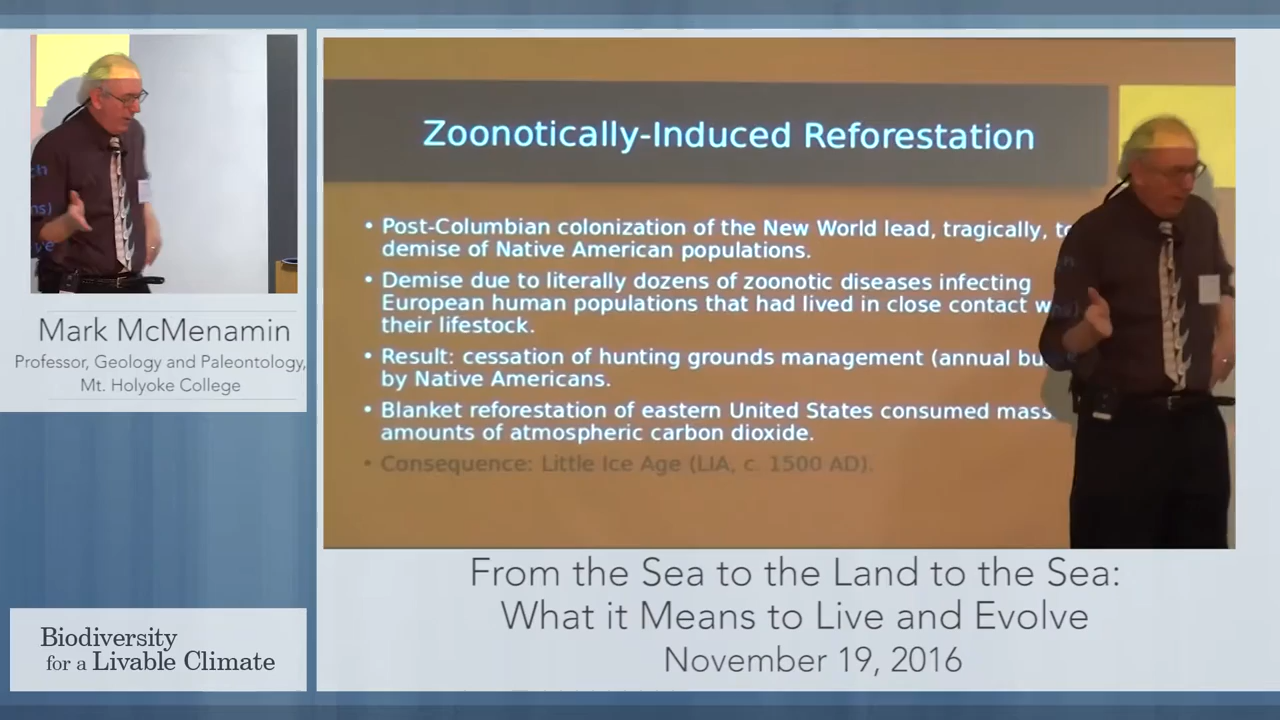 Mark McMenamin
Professor, Geology and Paleontology,
Mt. Holyoke College
Biodiversity
for a Livable Climate
Zoonotically-Induced Reforestation
• Post-Columbian colonization of the New World lead, tragically, to
demise of Native American populations.
• Demise due to literally dozens of zoonotic diseases infecting
European human populations that had lived in close contact
their lifestock.
• Result: cessation of hunting grounds management (annual
by Native Americans.
• Blanket reforestation of eastern United States consumed
amounts of atmospheric carbon dioxide.
• Consequence: Little Ice Age (LIA, c. 1500 AD).
From the Sea to the Land to the Sea:
What it Means to Live and Evolve
November 19, 2016